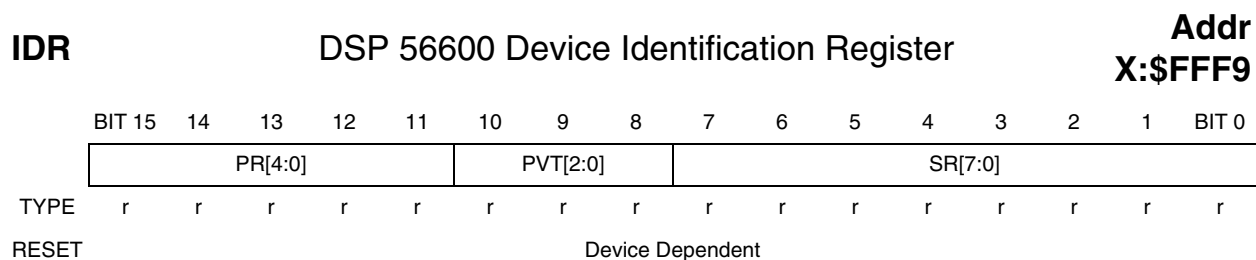 IDR DSP 56600 Device Identification Register Addr
X:$FFF9
BIT 15 14 13 12 11 10 9 8 7 6 5 4 3 2 1 BIT 0
PR[4:0] PVT[2:0] SR[7:0]
TYPE r r r r r r r r r r r r r r r r
RESET Device Dependent